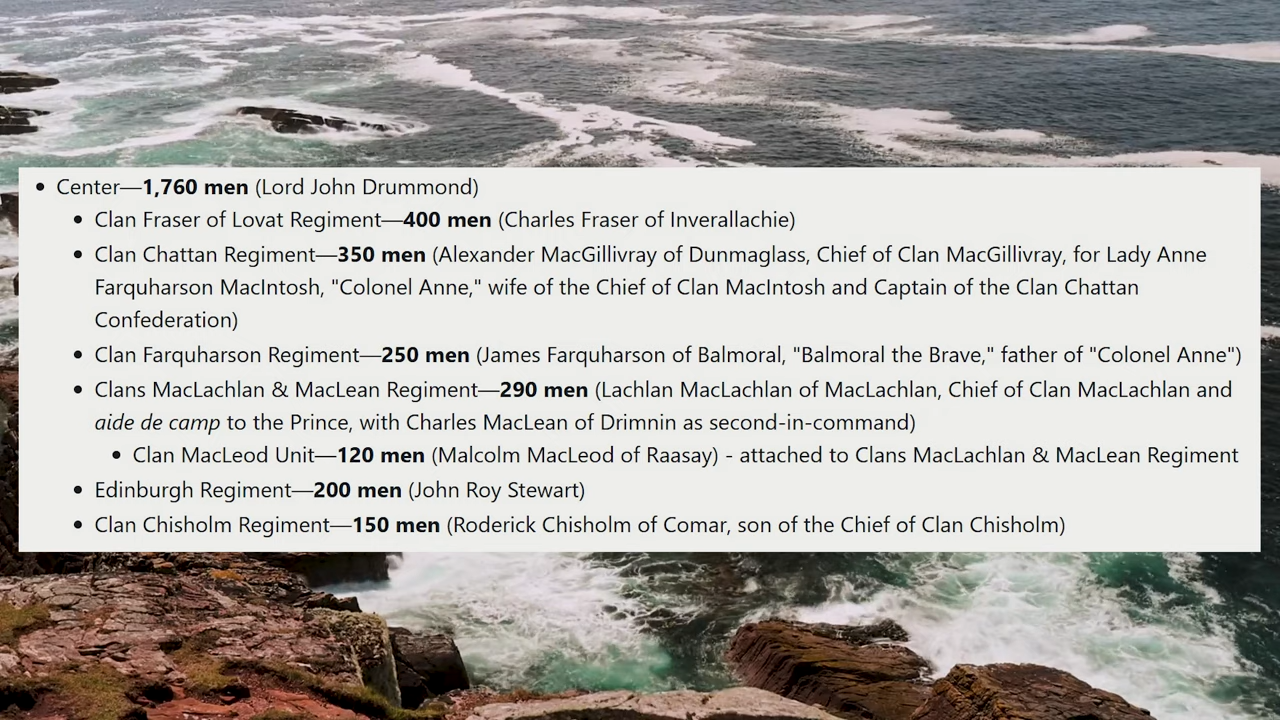 • Center—1,760 men (Lord John Drummond)
• Clan Fraser of Lovat Regiment—400 men (Charles Fraser of Inverallachie)
• Clan Chattan Regiment—350 men (Alexander MacGillivray of Dunmaglass, Chief of Clan MacGillivray, for Lady Anne
Farquharson MacIntosh, "Colonel Anne," wife of the Chief of Clan MacIntosh and Captain of the Clan Chattan
Confederation)
• Clan Farquharson Regiment—250 men (James Farquharson of Balmoral, "Balmoral the Brave," father of "Colonel Anne")
• Clans MacLachlan & MacLean Regiment—290 men (Lachlan MacLachlan of MacLachlan, Chief of Clan MacLachlan and
aide de camp to the Prince, with Charles MacLean of Drimnin as second-in-command)
• Clan MacLeod Unit—120 men (Malcolm MacLeod of Raasay) - attached to Clans MacLachlan & MacLean Regiment
• Edinburgh Regiment—200 men (John Roy Stewart)
• Clan Chisholm Regiment—150 men (Roderick Chisholm of Comar, son of the Chief of Clan Chisholm)